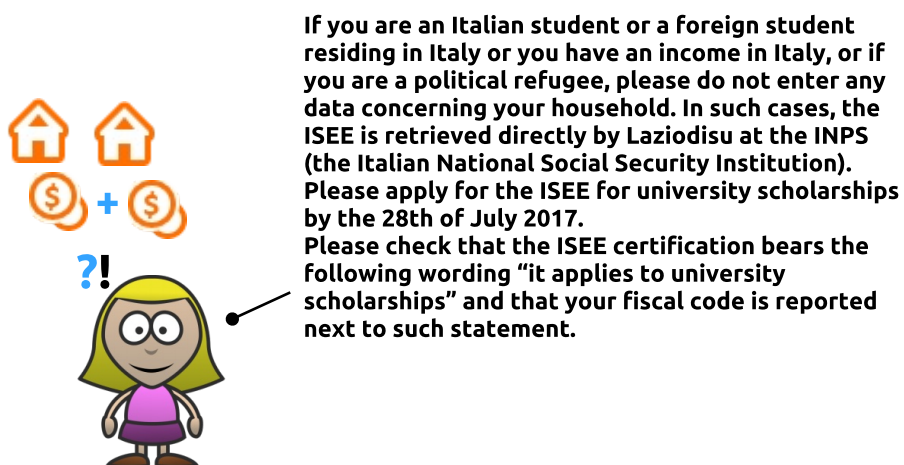 If you are an Italian student or a foreign student
residing in Italy or you have an income in Italy, or if
you are a political refugee, please do not enter any
data concerning your household. In such cases, the
ISEE is retrieved directly by Laziodisu at the INPS
(the Italian National Social Security Institution).
Please apply for the ISEE for university scholarships
by the 28th of July 2017.
Please check that the ISEE certification bears the
following wording “it applies to university
scholarships” and that your fiscal code is reported
next to such statement.
$ + $
?!